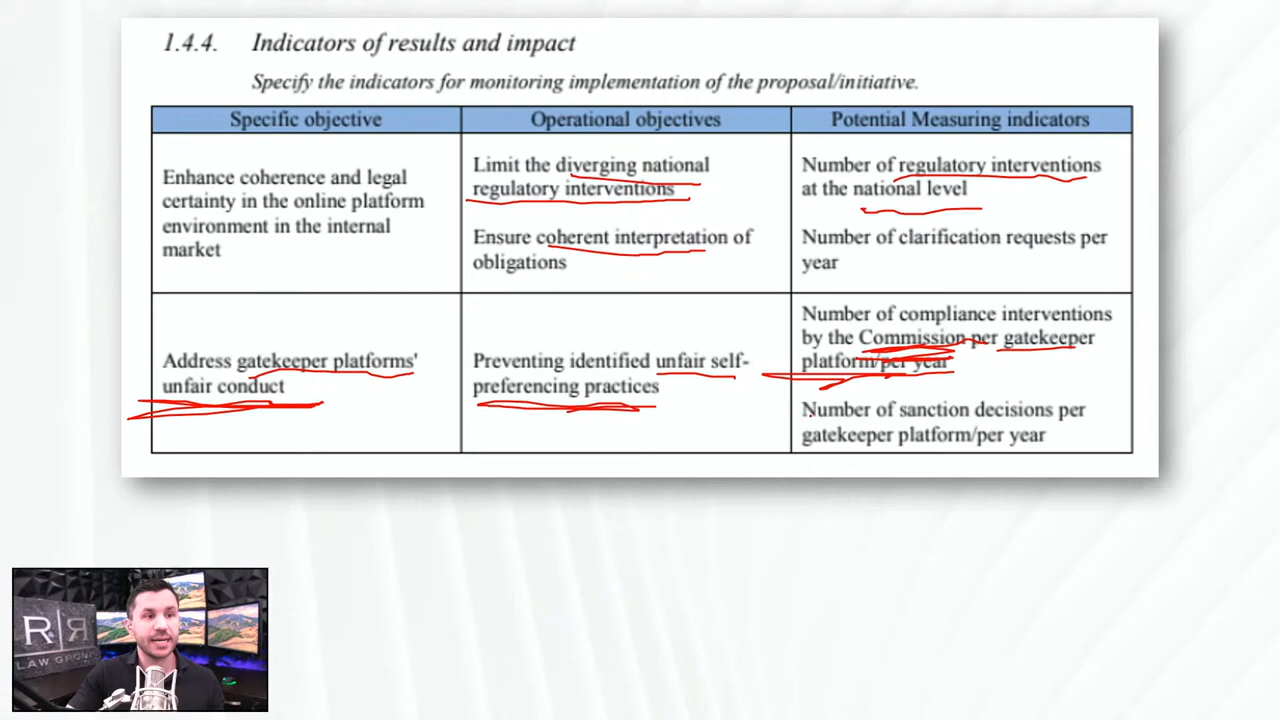 1.4.4. Indicators of results and impact
Specify the indicators for monitoring implementation of the proposal/initiative.
Specific objective
Operational objectives
Potential Measuring indicators
Enhance coherence and legal
certainty in the online platform
environment in the internal
market
Limit the diverging national
regulatory interventions
Ensure coherent interpretation of
obligations
Number of regulatory interventions
at the national level
Number of clarification requests per
year
Address gatekeeper platforms'
unfair conduct
Preventing identified unfair self-
preferencing practices
Number of compliance interventions
by the Commission per gatekeeper
platform/per year
Number of sanction decisions per
gatekeeper platform/per year
R|R
LAW GROUP